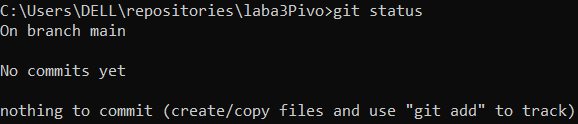 C:\Users\DELL\repositories\laba3Pivo>git status
On branch main
No commits yet
nothing to commit (create/copy files and use "git add" to track)